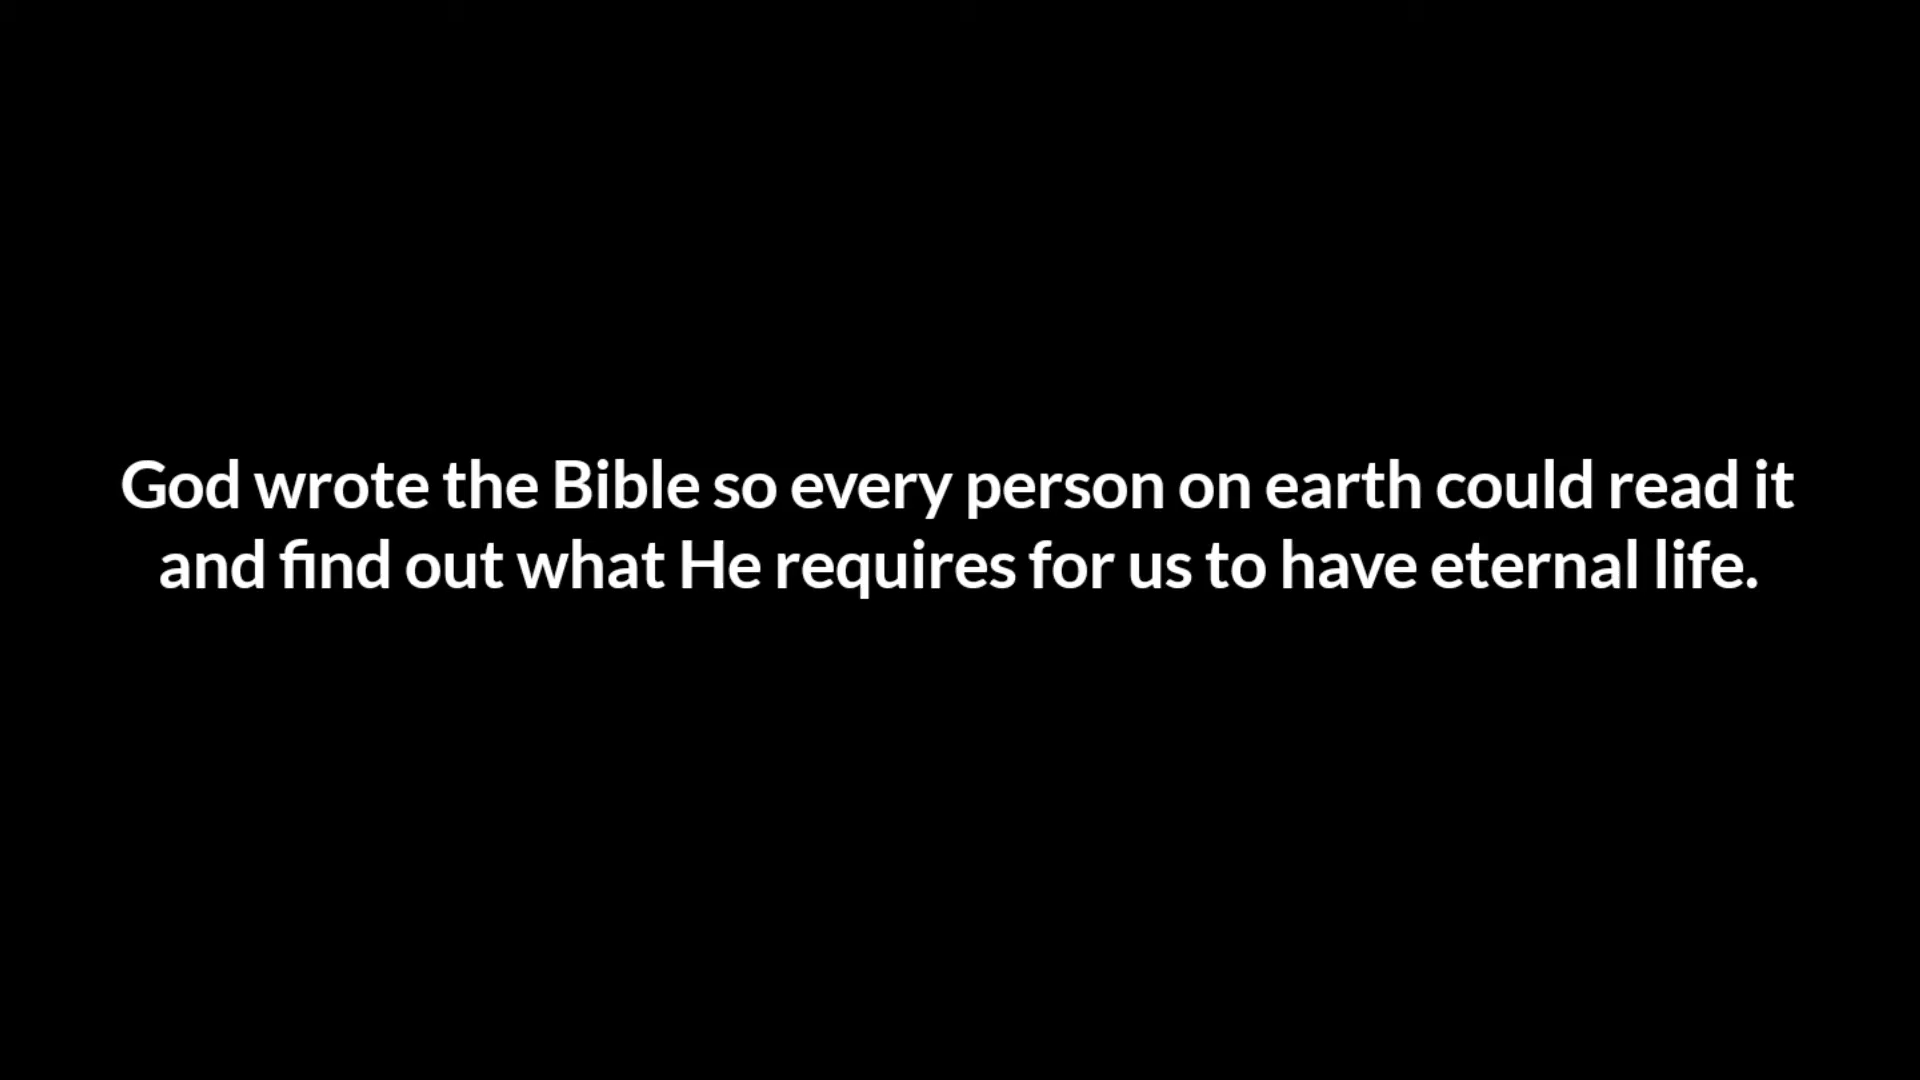 God wrote the Bible so every person on earth could read it
and find out what He requires for us to have eternal life.